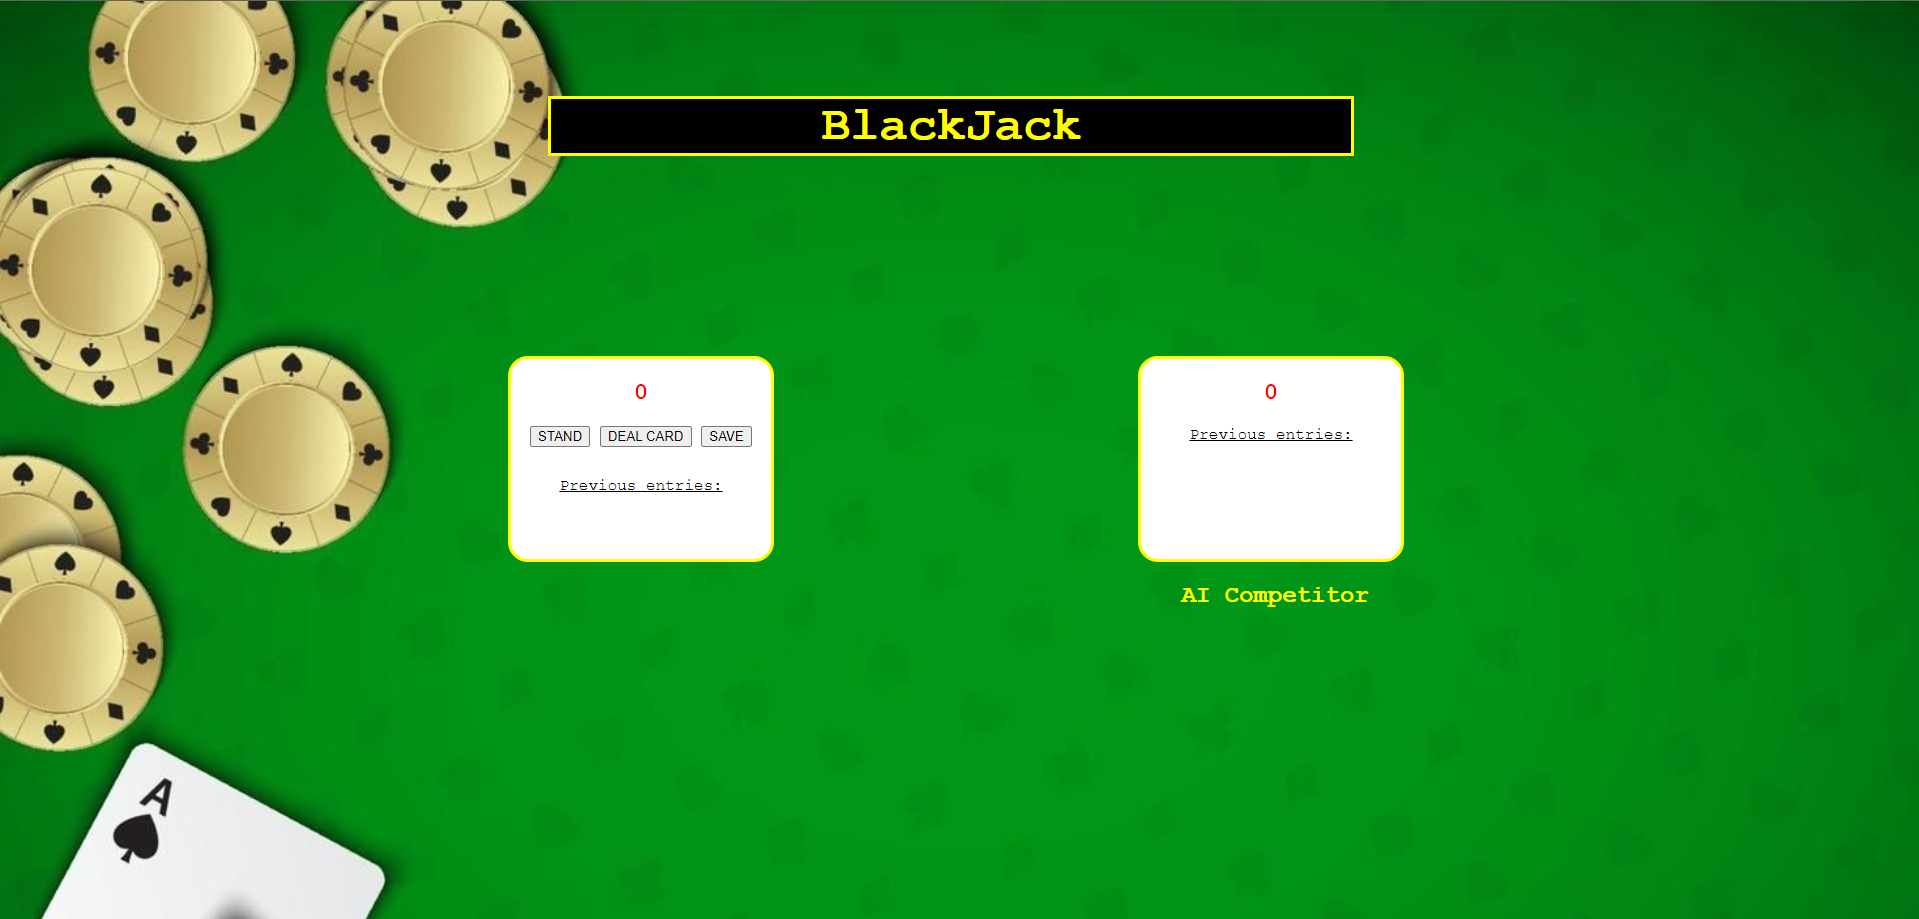 BlackJack
0
STAND DEAL CARD SAVE
Previous entries:
0
Previous entries:
AI Competitor
A